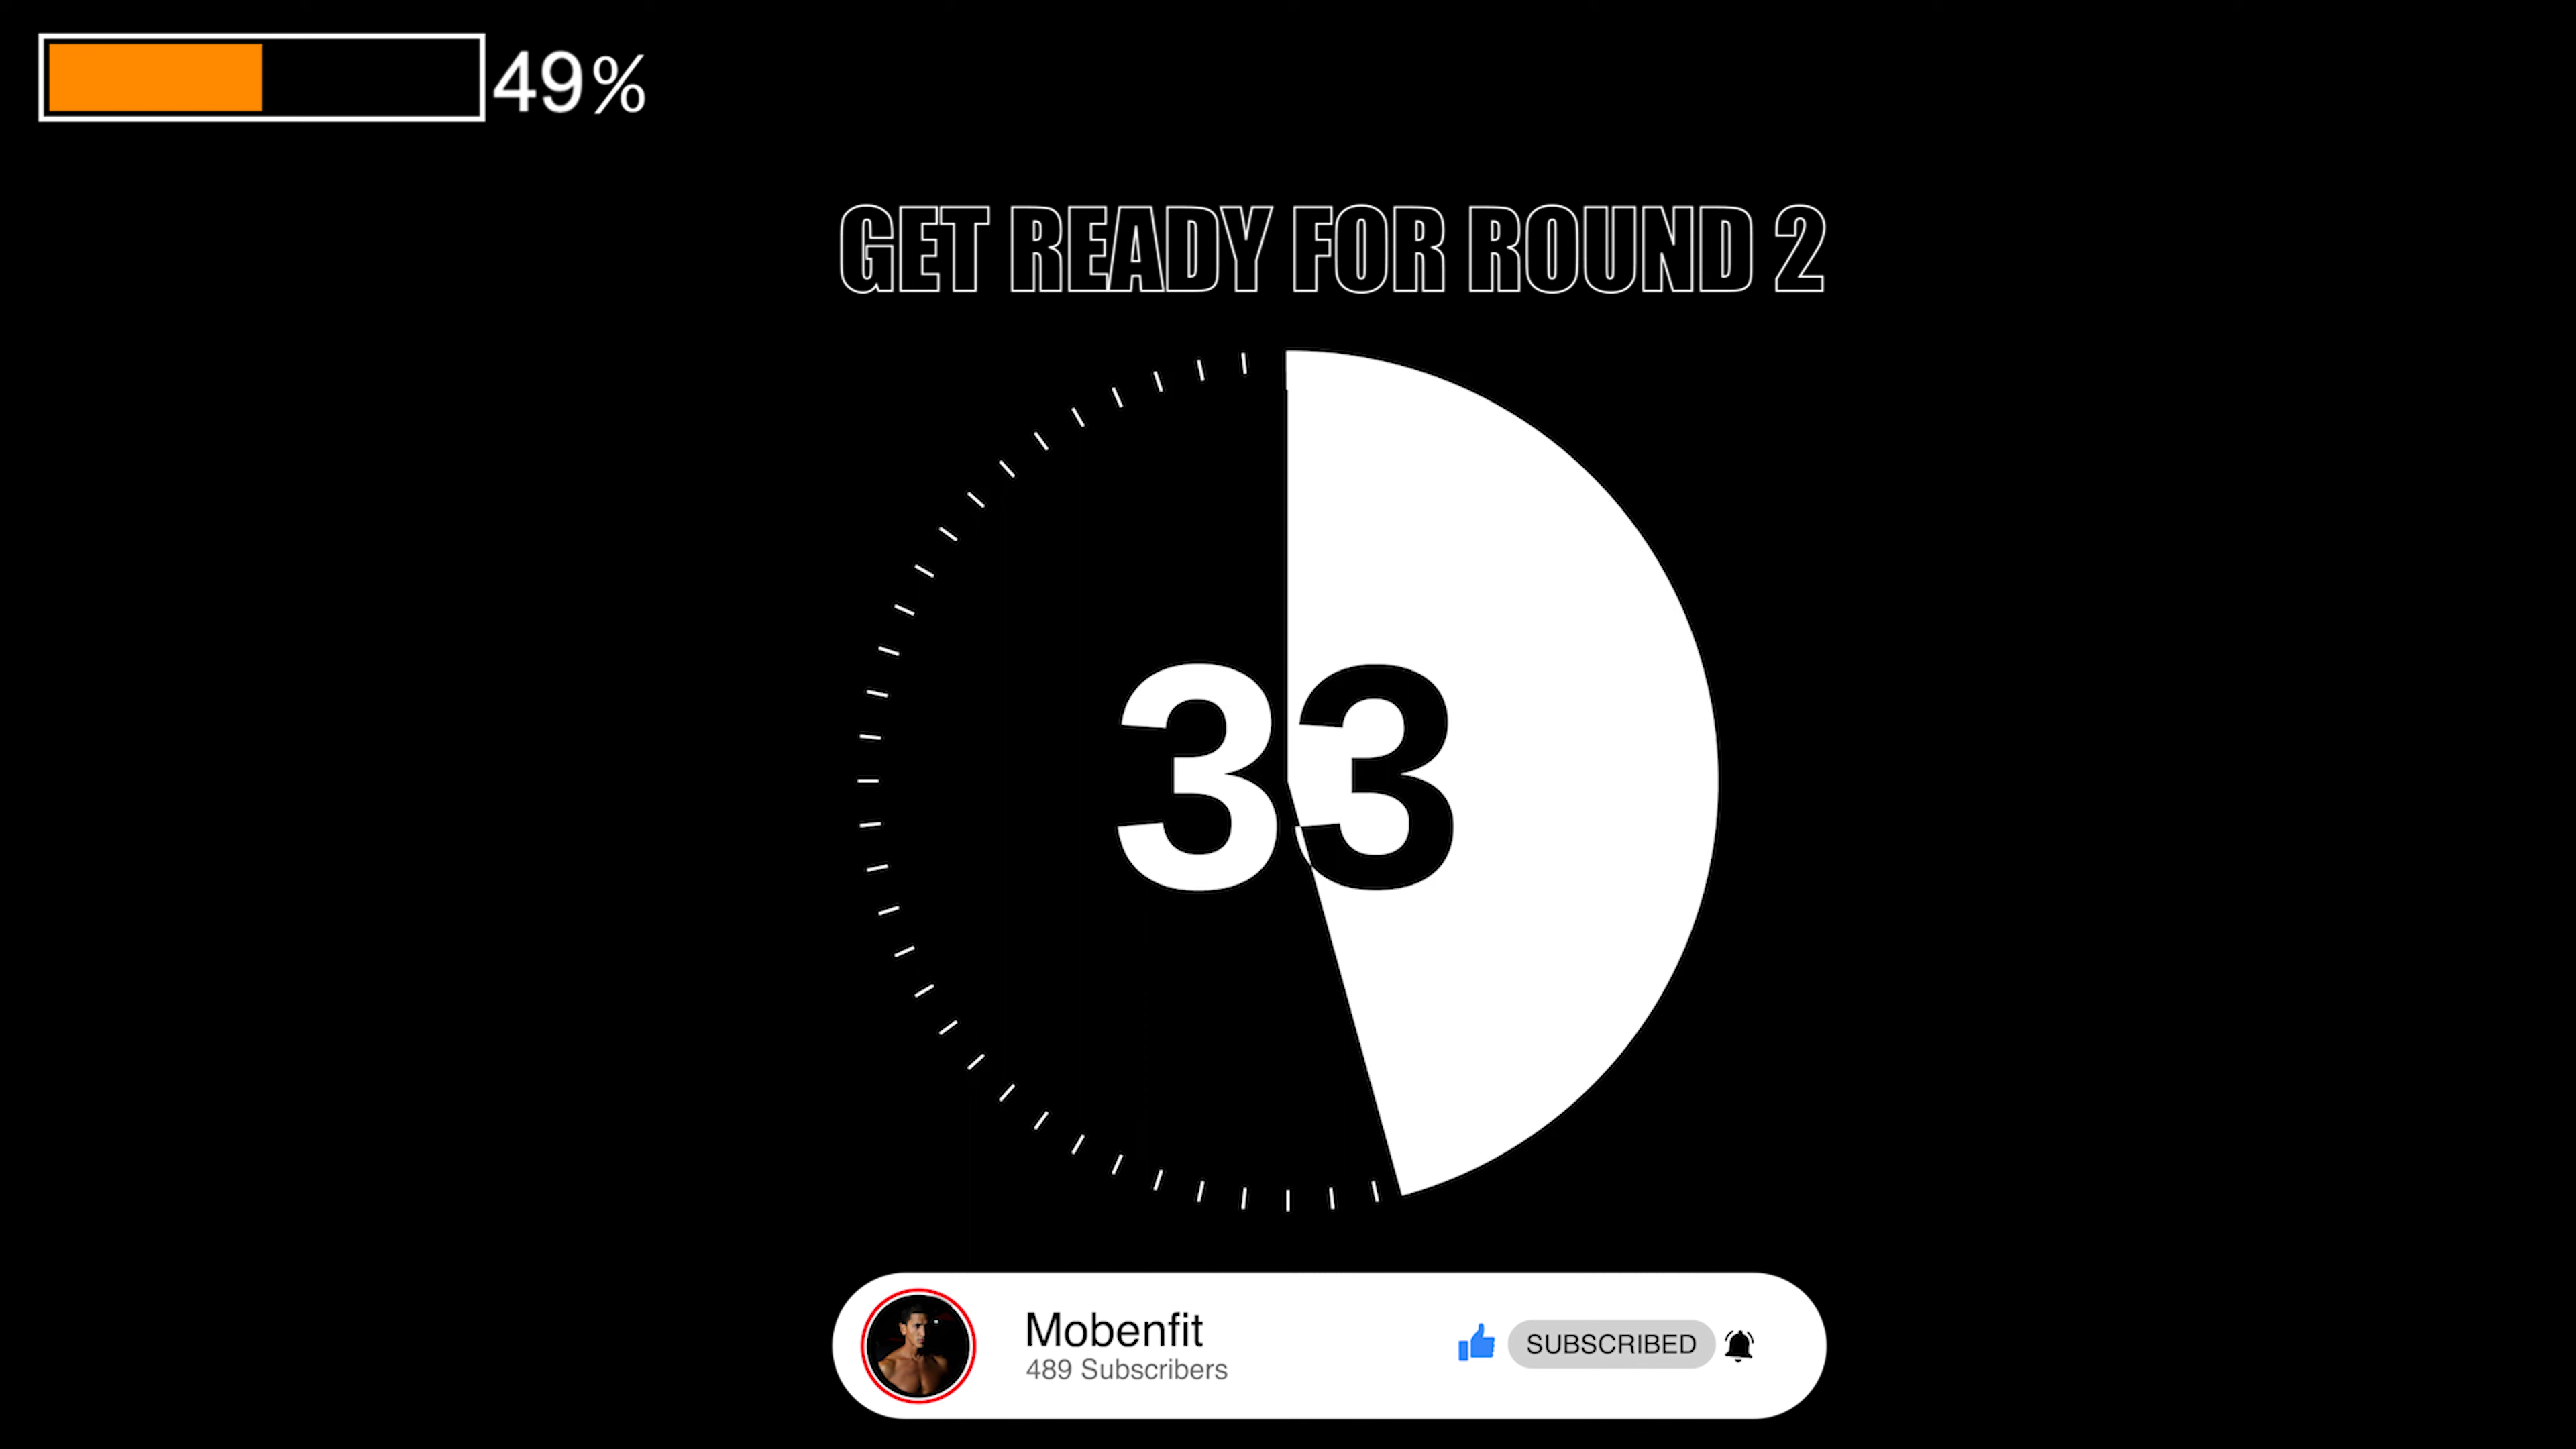 49%
GET READY FOR ROUND 2
33
Mobenfit
489 Subscribers
SUBSCRIBED